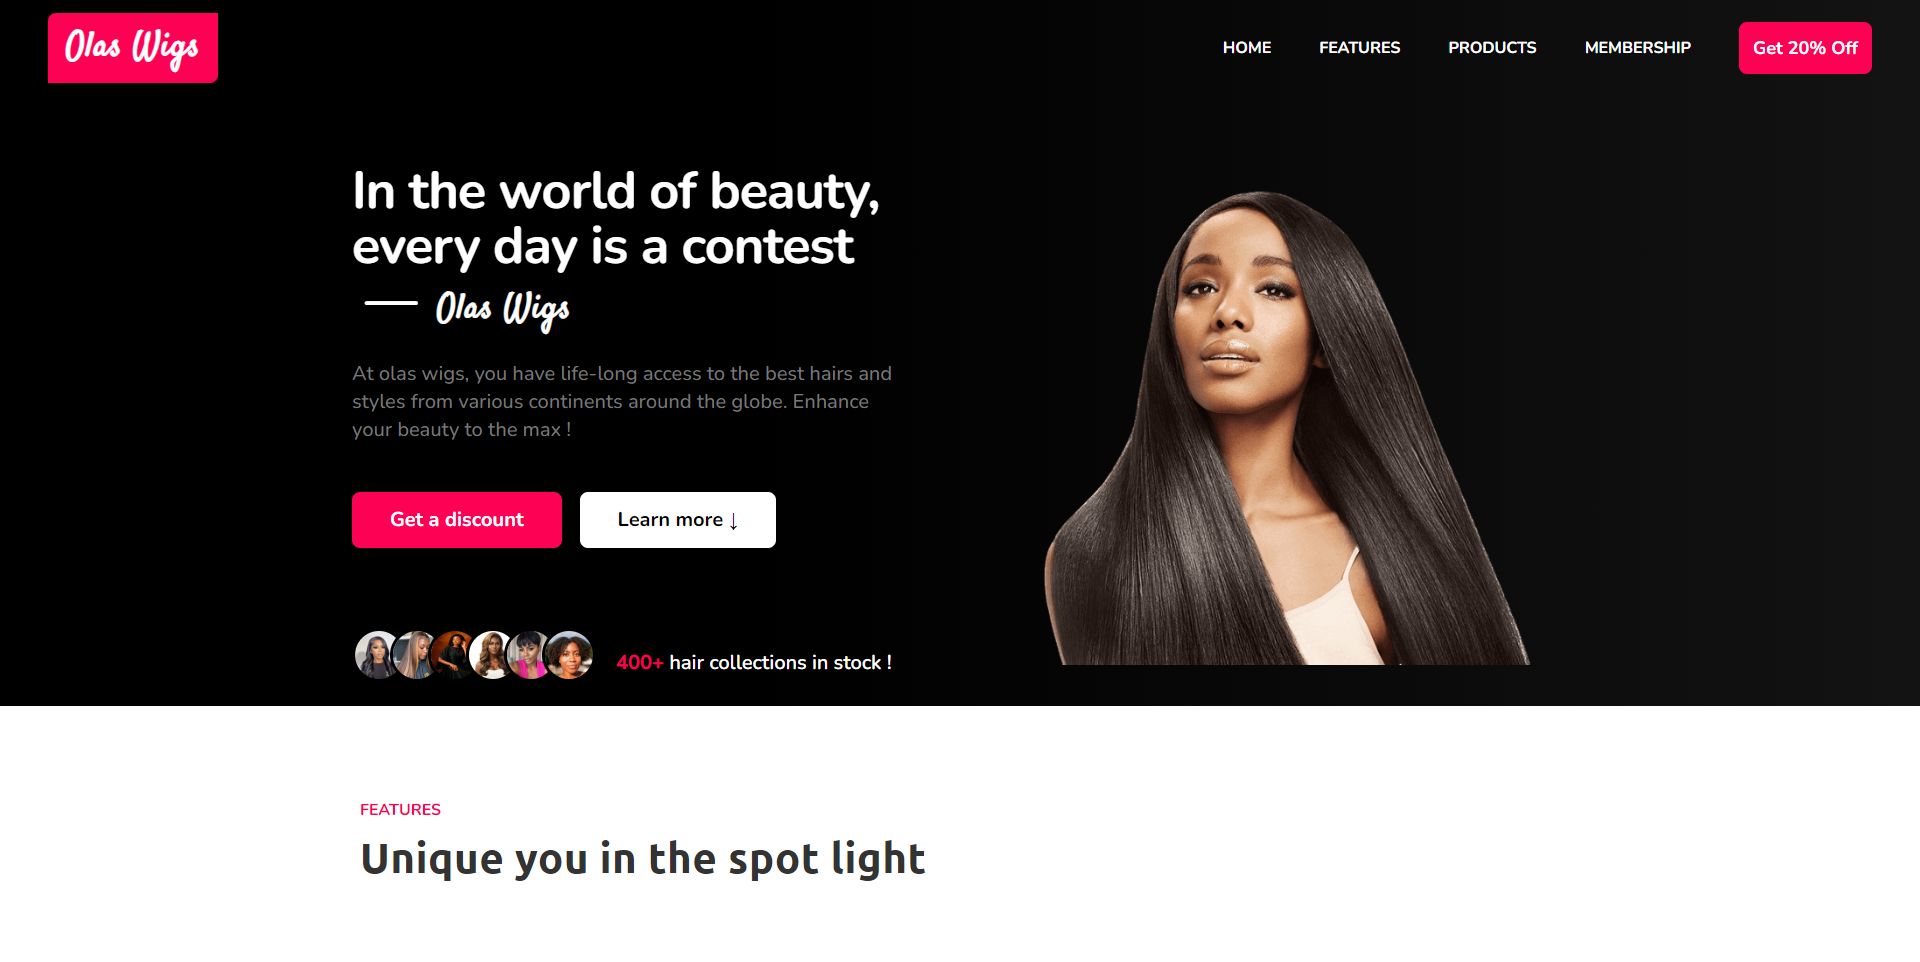 Olas Wigs
HOME
FEATURES
PRODUCTS
MEMBERSHIP
Get 20% Off
In the world of beauty,
every day is a contest
Olas Wigs
At olas wigs, you have life-long access to the best hairs and
styles from various continents around the globe. Enhance
your beauty to the max !
Get a discount
Learn more ↓
400+ hair collections in stock !
FEATURES
Unique you in the spot light